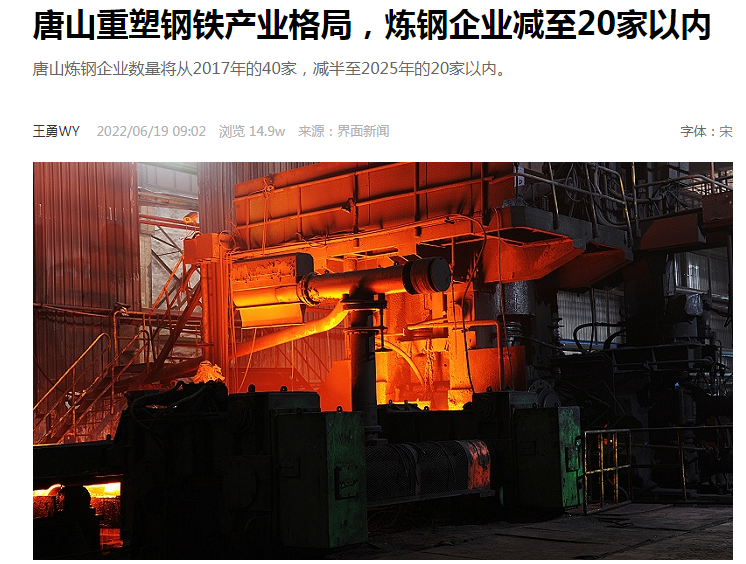 唐山重塑钢铁产业格局，炼钢企业减至20家以内
唐山炼钢企业数量将从2017年的40家，减半至2025年的20家以内。
王勇WY 2022/06/19 09:02 浏览 14.9w 来源：界面新闻 字体：宋